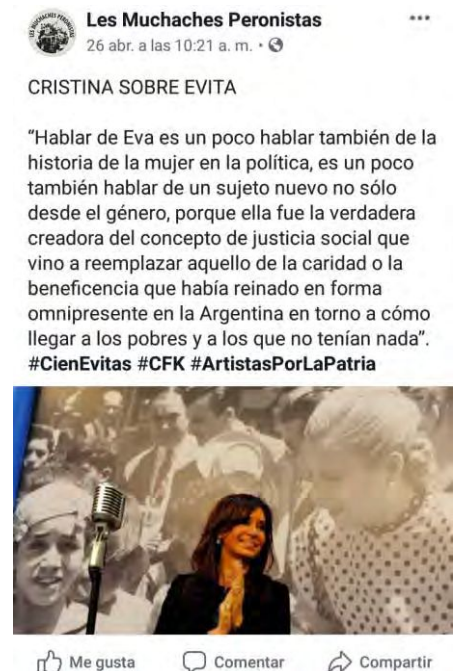 Les Muchaches Peronistas
26 abr. a las 10:21 a. m. •
CRISTINA SOBRE EVITA
“Hablar de Eva es un poco hablar también de la
historia de la mujer en la política, es un poco
también hablar de un sujeto nuevo no sólo
desde el género, porque ella fue la verdadera
creadora del concepto de justicia social que
vino a reemplazar aquello de la caridad o la
beneficencia que había reinado en forma
omnipresente en la Argentina en torno a cómo
llegar a los pobres y a los que no tenían nada”.
#CienEvitas #CFK #ArtistasPorLaPatria
Me gusta Comentar Compartir